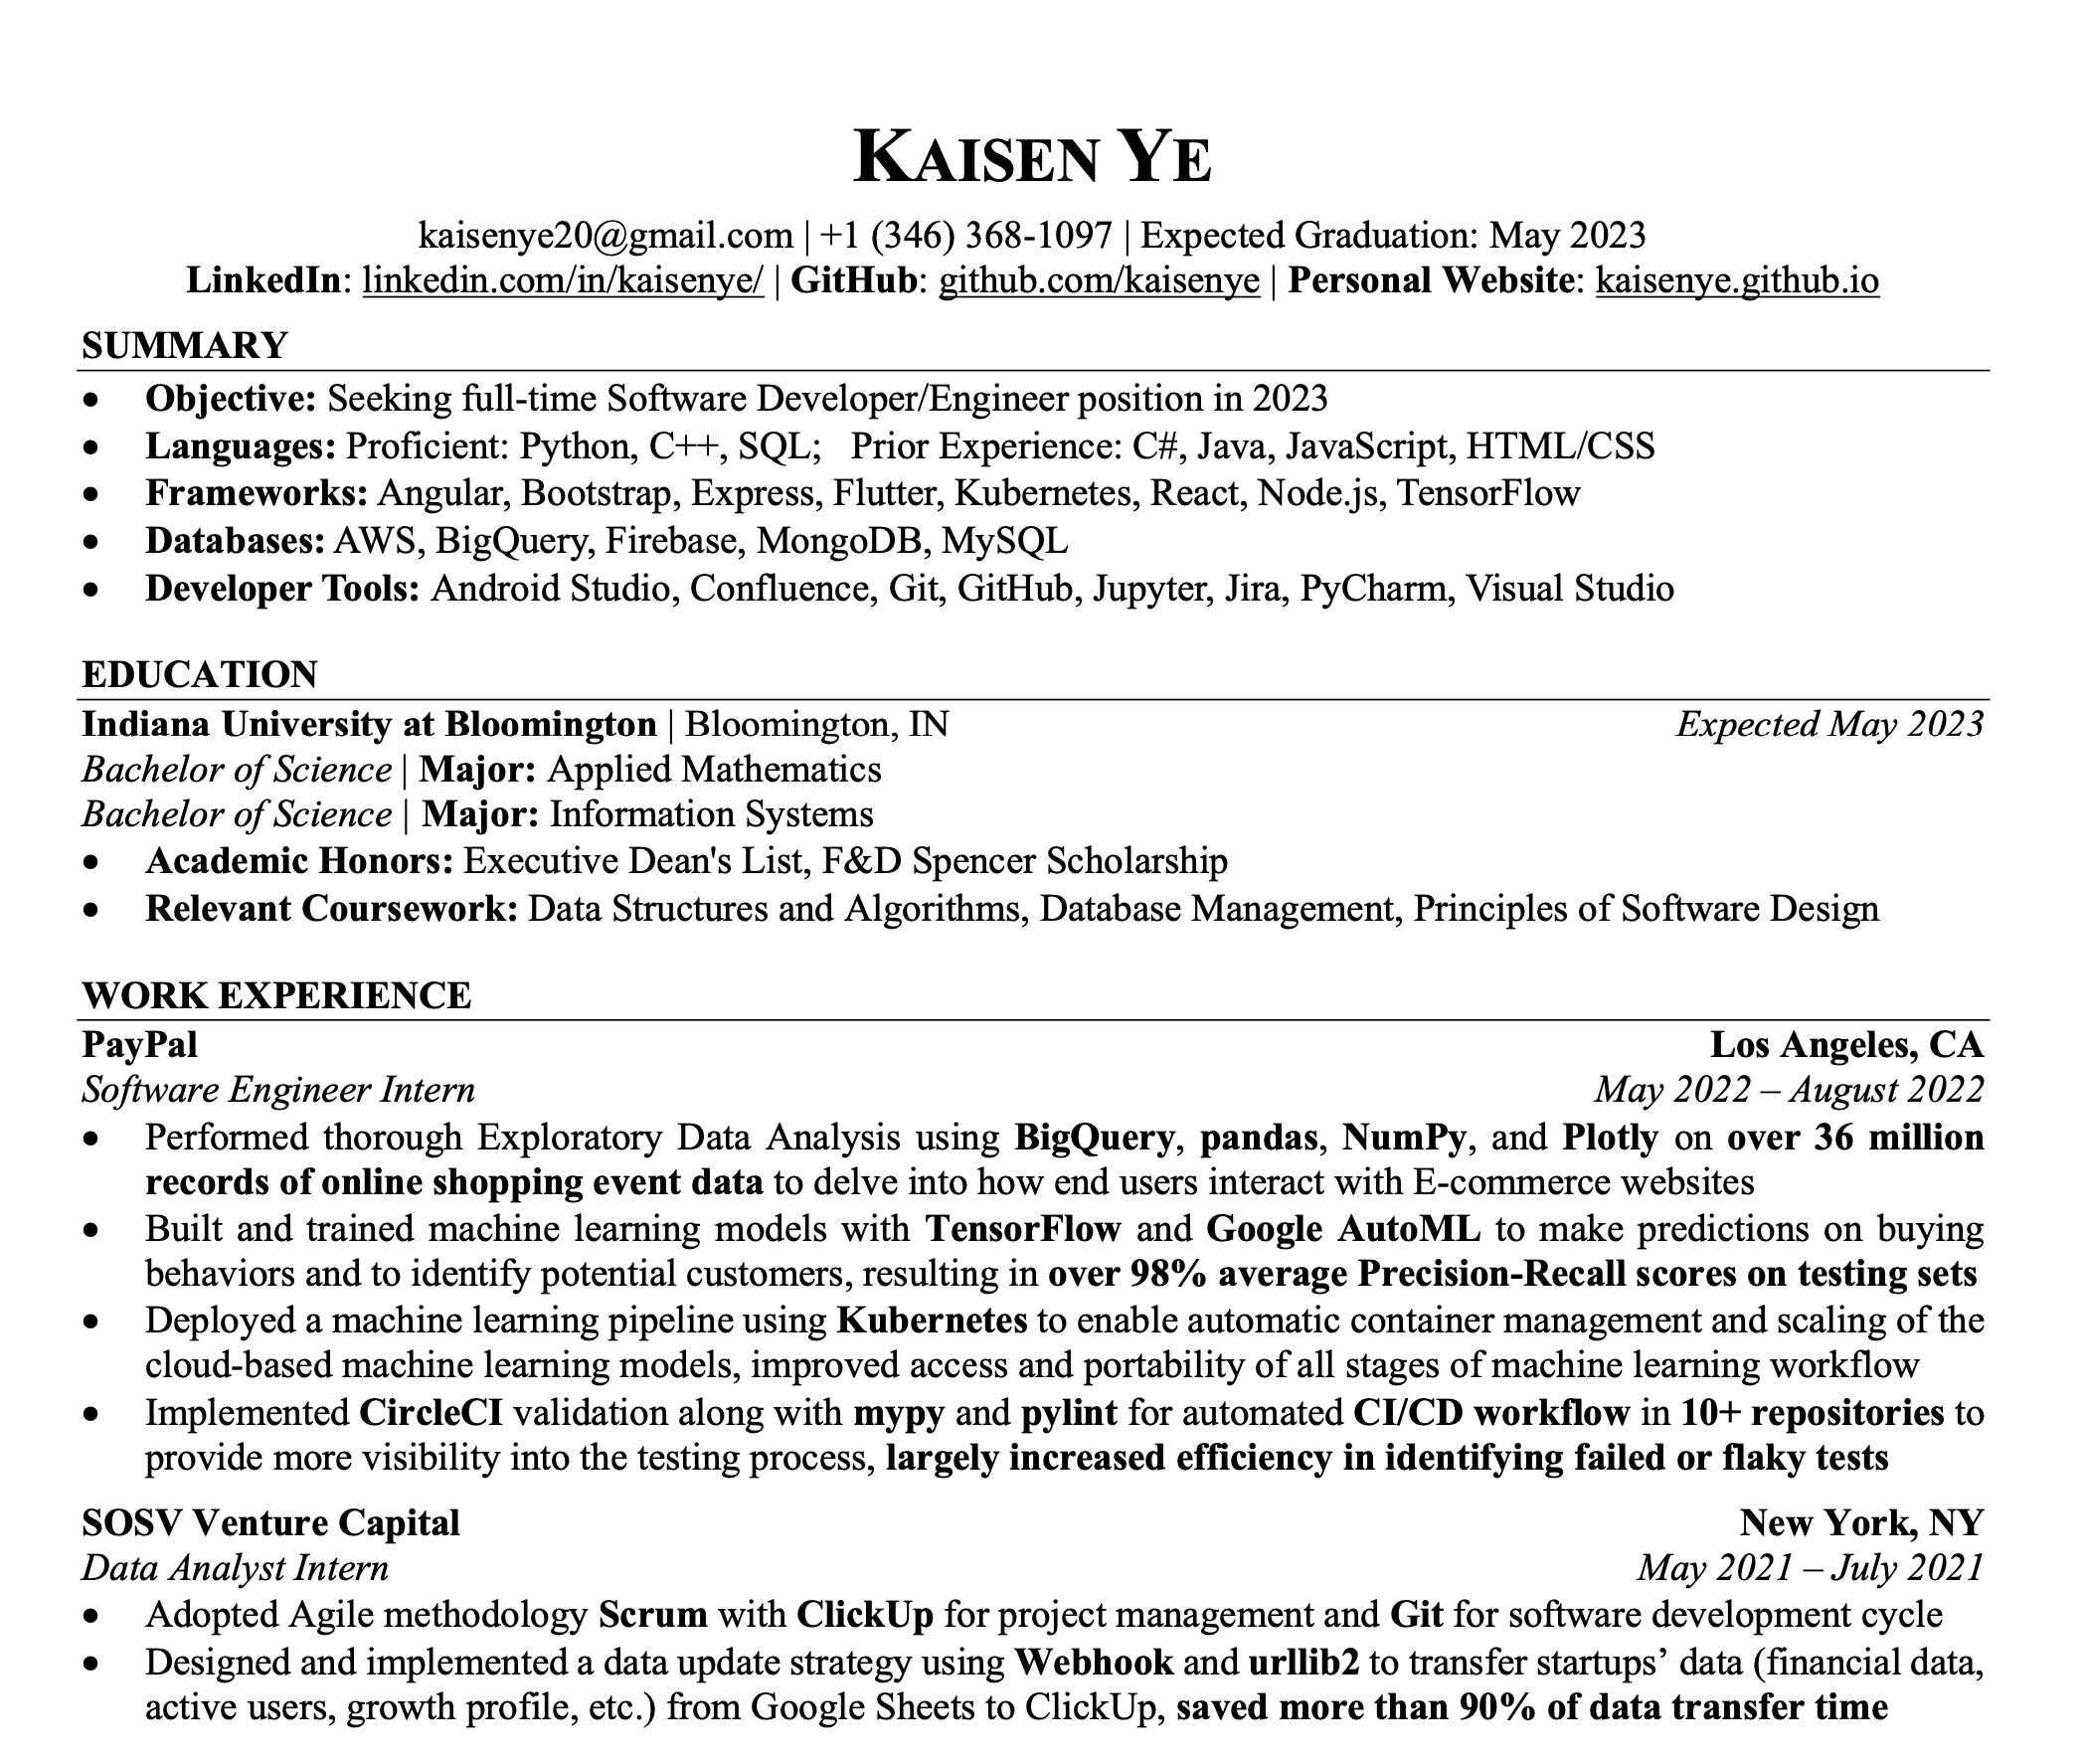 KAISEN YE
kaisenye20@gmail.com | +1 (346) 368-1097 | Expected Graduation: May 2023
LinkedIn: linkedin.com/in/kaisenye/ | GitHub: github.com/kaisenye | Personal Website: kaisenye.github.io
SUMMARY
• Objective: Seeking full-time Software Developer/Engineer position in 2023
• Languages: Proficient: Python, C++, SQL;   Prior Experience: C#, Java, JavaScript, HTML/CSS
• Frameworks: Angular, Bootstrap, Express, Flutter, Kubernetes, React, Node.js, TensorFlow
• Databases: AWS, BigQuery, Firebase, MongoDB, MySQL
• Developer Tools: Android Studio, Confluence, Git, GitHub, Jupyter, Jira, PyCharm, Visual Studio
EDUCATION
Indiana University at Bloomington | Bloomington, IN Expected May 2023
Bachelor of Science | Major: Applied Mathematics
Bachelor of Science | Major: Information Systems
• Academic Honors: Executive Dean's List, F&D Spencer Scholarship
• Relevant Coursework: Data Structures and Algorithms, Database Management, Principles of Software Design
WORK EXPERIENCE
PayPal Los Angeles, CA
Software Engineer Intern May 2022 – August 2022
• Performed thorough Exploratory Data Analysis using BigQuery, pandas, NumPy, and Plotly on over 36 million
records of online shopping event data to delve into how end users interact with E-commerce websites
• Built and trained machine learning models with TensorFlow and Google AutoML to make predictions on buying
behaviors and to identify potential customers, resulting in over 98% average Precision-Recall scores on testing sets
• Deployed a machine learning pipeline using Kubernetes to enable automatic container management and scaling of the
cloud-based machine learning models, improved access and portability of all stages of machine learning workflow
• Implemented CircleCI validation along with mypy and pylint for automated CI/CD workflow in 10+ repositories to
provide more visibility into the testing process, largely increased efficiency in identifying failed or flaky tests
SOSV Venture Capital New York, NY
Data Analyst Intern May 2021 – July 2021
• Adopted Agile methodology Scrum with ClickUp for project management and Git for software development cycle
• Designed and implemented a data update strategy using Webhook and urllib2 to transfer startups’ data (financial data,
active users, growth profile, etc.) from Google Sheets to ClickUp, saved more than 90% of data transfer time